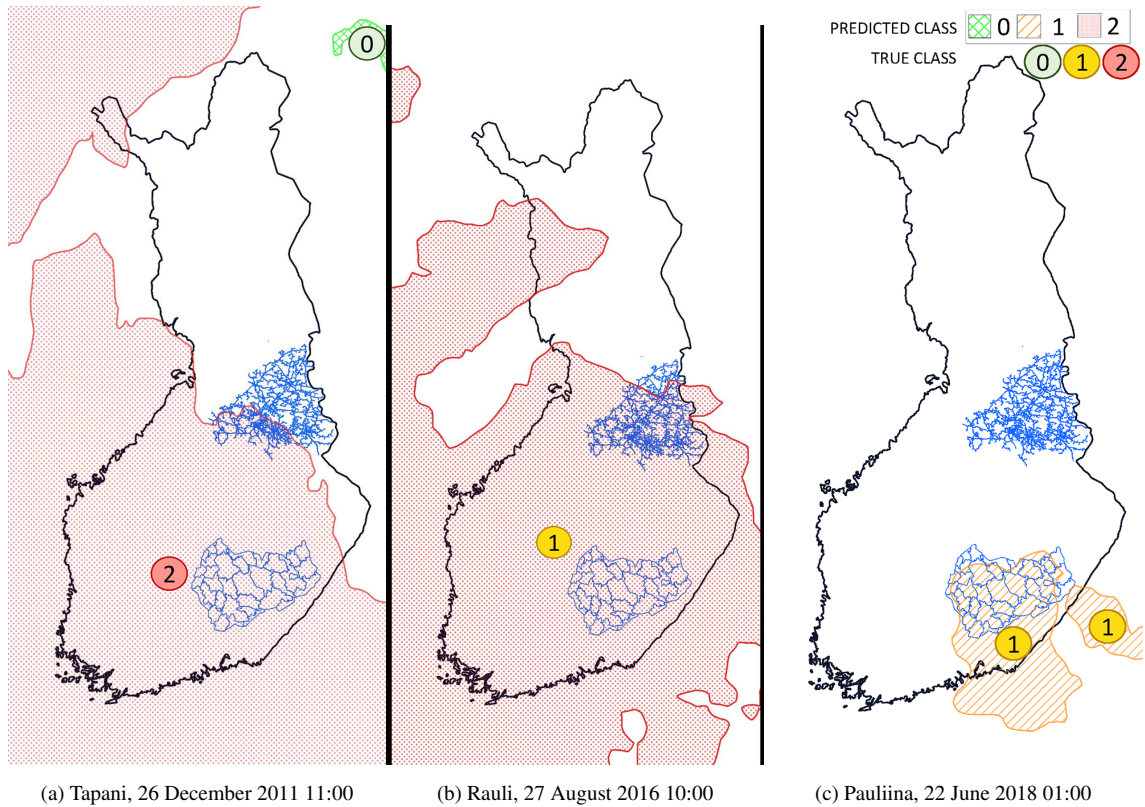 PREDICTED CLASS 0 1 2
TRUE CLASS 0 1 2
0
2
1
1
1
(a) Tapani, 26 December 2011 11:00
(b) Rauli, 27 August 2016 10:00
(c) Pauliina, 22 June 2018 01:00